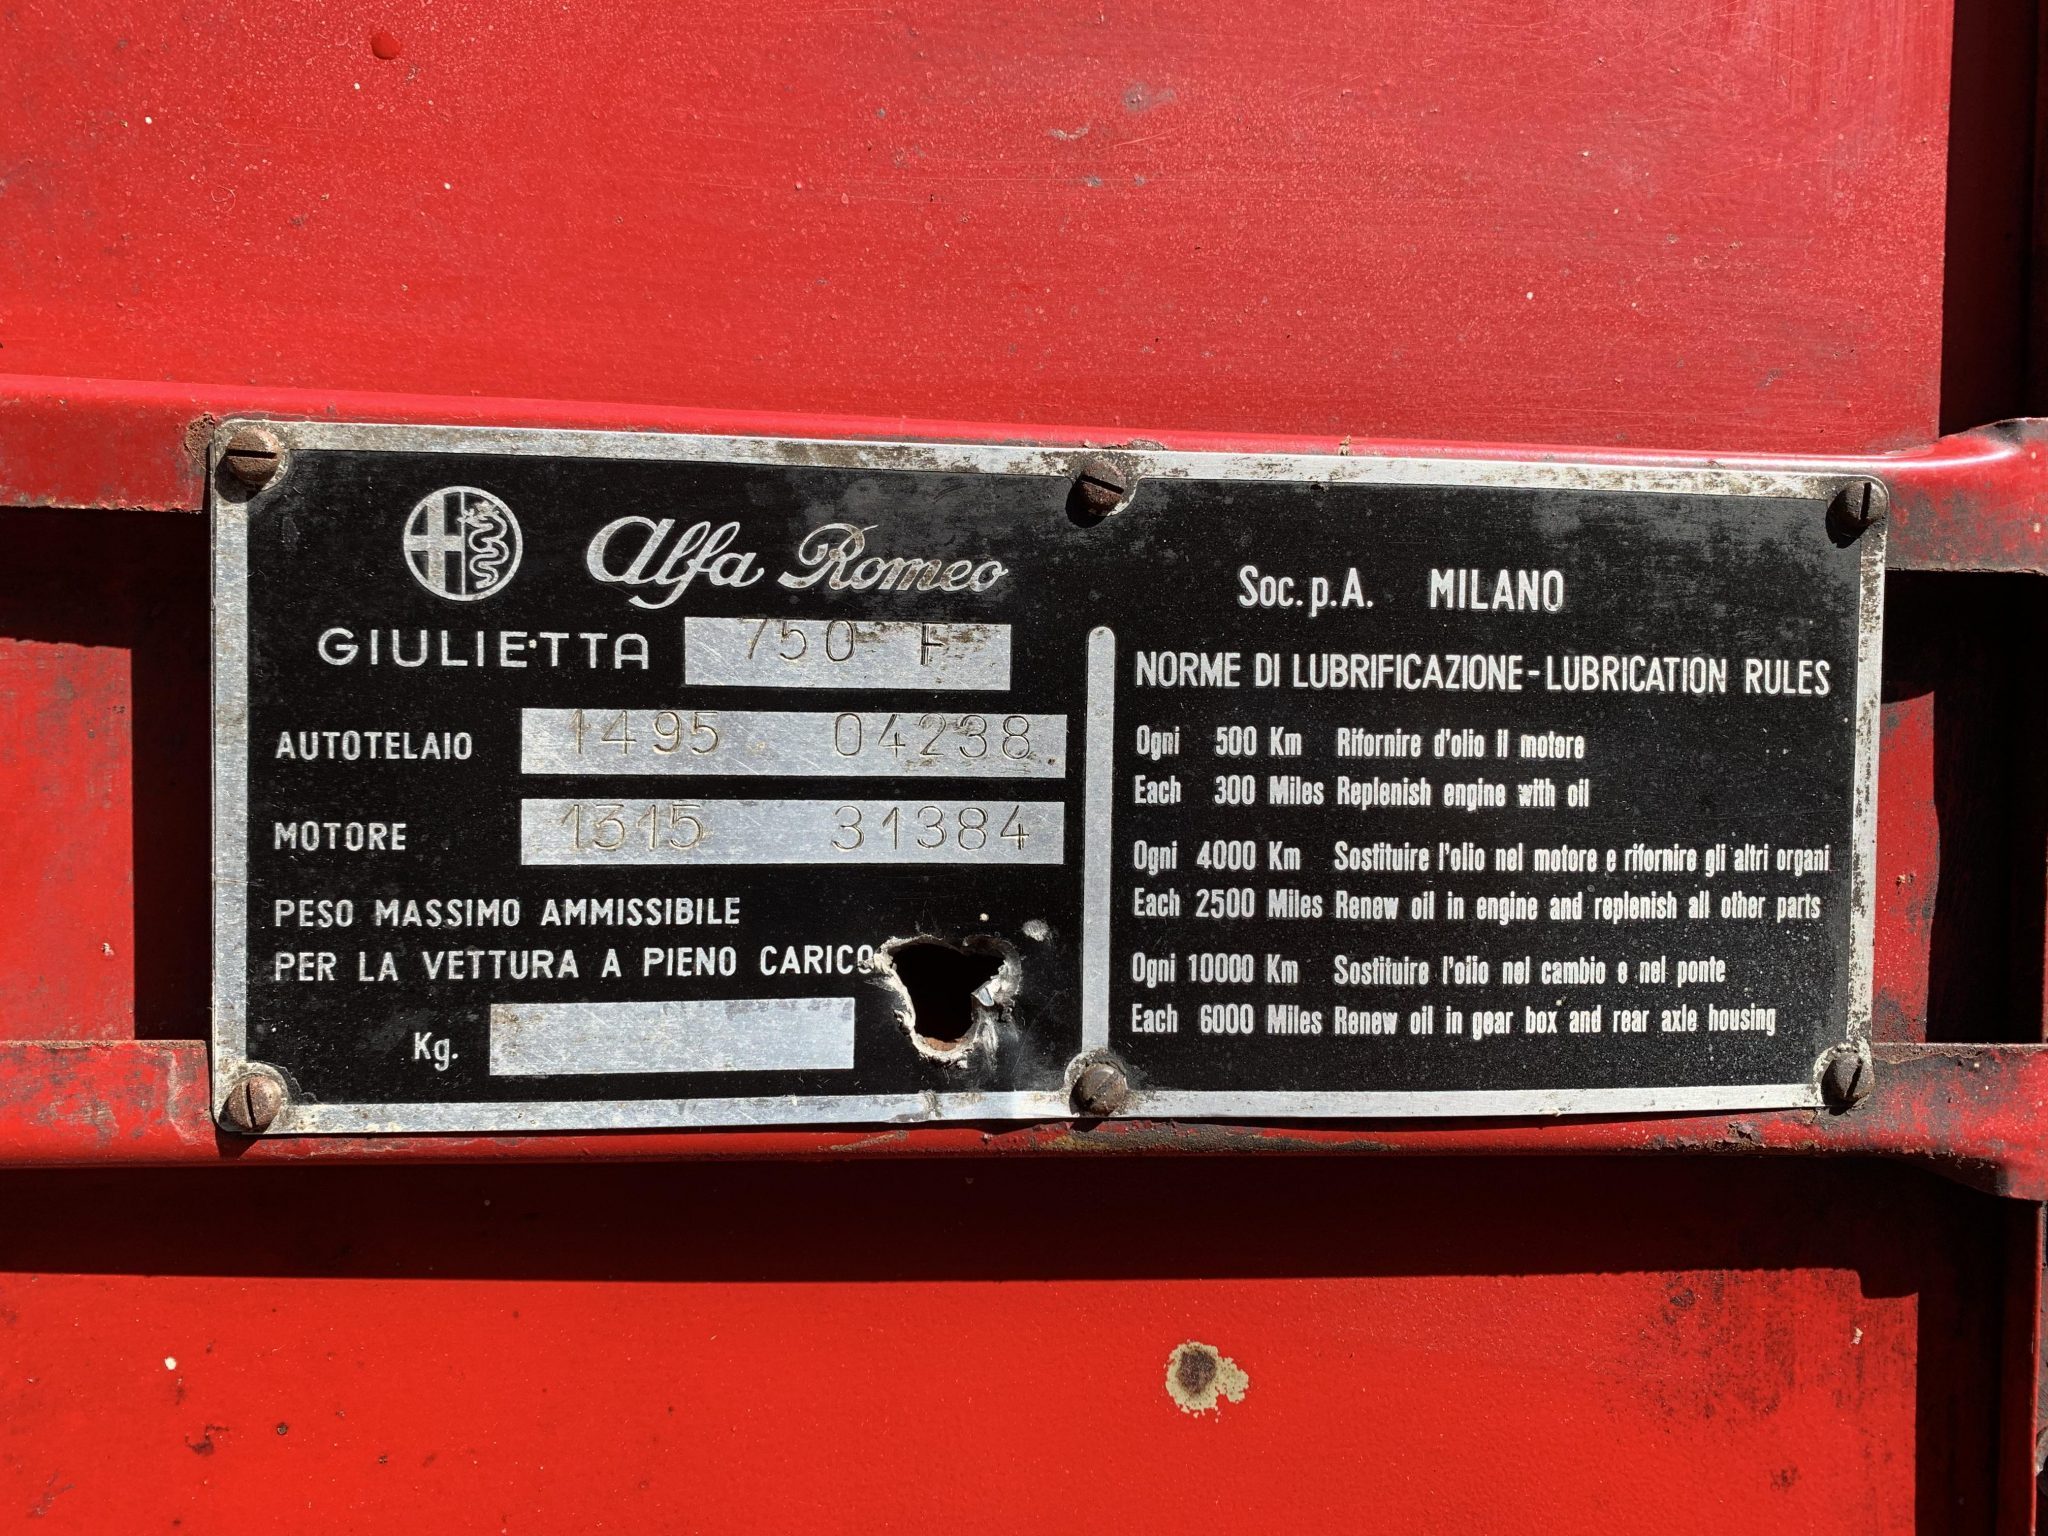 Alfa Romeo
GIULIETTA 750 F
AUTOTELAIO 1495 04238
MOTORE 1315 31384
PESO MASSIMO AMMISSIBILE
PER LA VETTURA A PIENO CARICO
Kg.
Soc.p.A. MILANO
NORME DI LUBRIFICAZIONE-LUBRICATION RULES
Ogni 500 Km Rifornire d'olio il motore
Each 300 Miles Replenish engine with oil
Ogni 4000 Km Sostituire l'olio nel motore e rifornire gli altri organi
Each 2500 Miles Renew oil in engine and replenish all other parts
Ogni 10000 Km Sostituire l'olio nel cambio e nel ponte
Each 6000 Miles Renew oil in gear box and rear axle housing